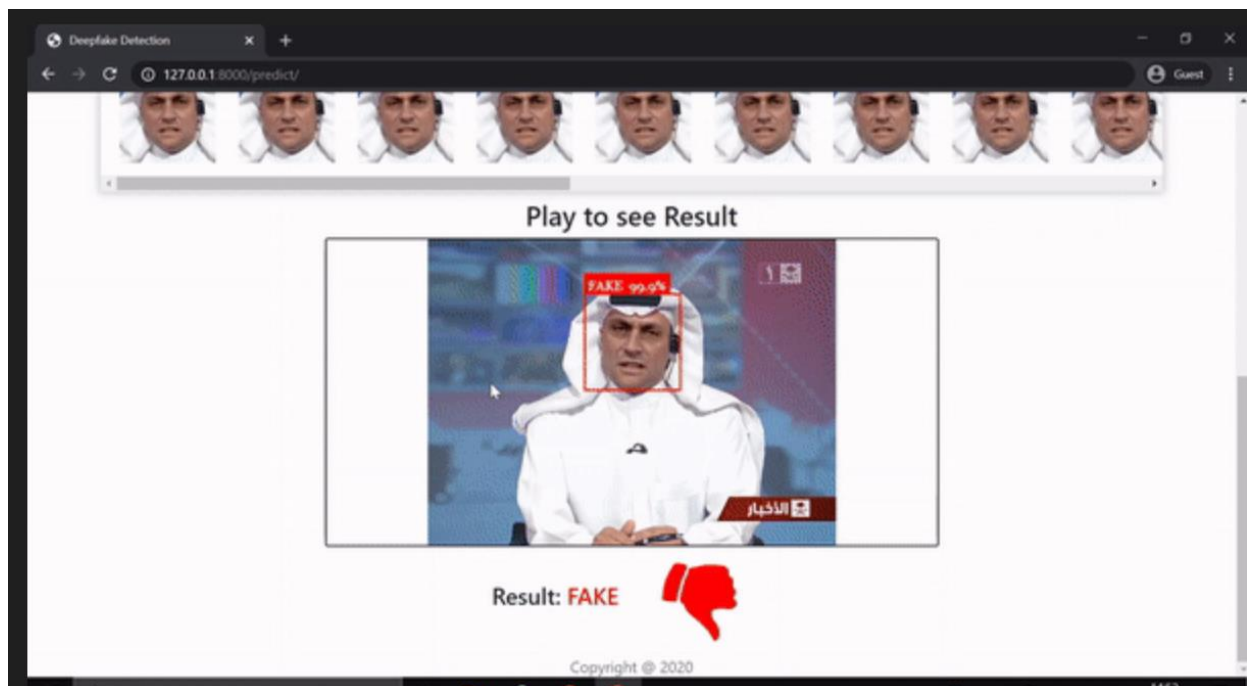 Deepfake Detection
127.0.0.1:8000/predict/
Guest
Play to see Result
١
FAKE 99.9%
الأخبار
Result: FAKE
Copyright @ 2020